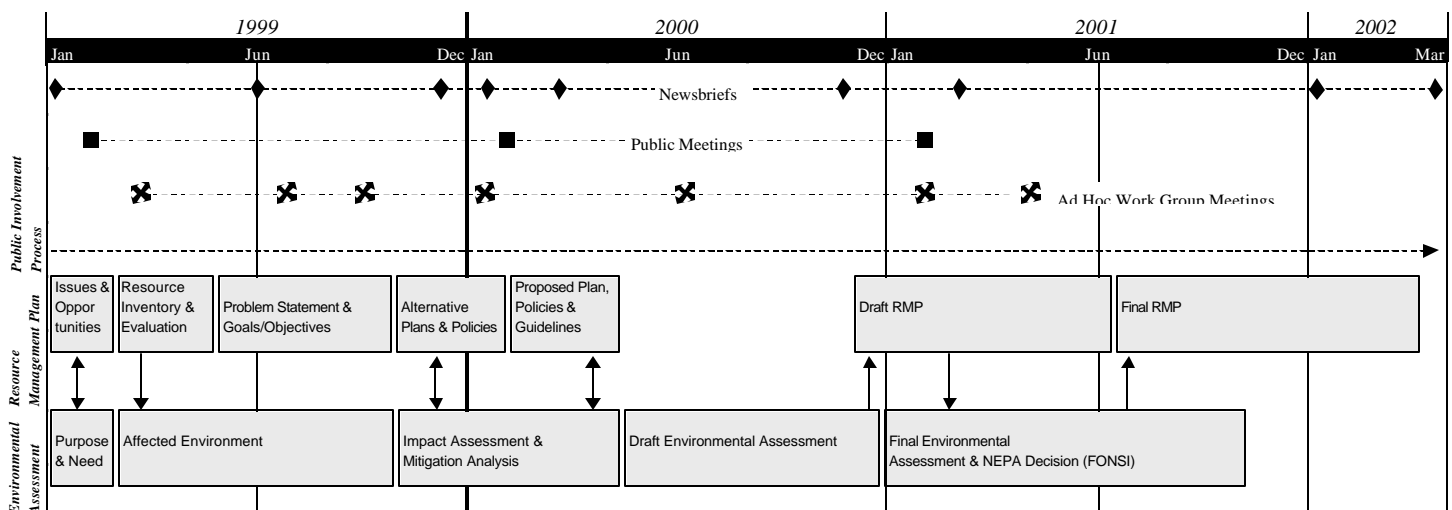 1999 2000 2001 2002
Jan Jun Dec Jan Jun Dec Jan Jun Dec Jan Mar
Newsbriefs
Public Meetings
Ad Hoc Work Group Meetings
Public Involvement
Process
Issues &
Oppor
tunities
Resource
Inventory &
Evaluation
Problem Statement &
Goals/Objectives
Alternative
Plans & Policies
Proposed Plan,
Policies &
Guidelines
Draft RMP
Final RMP
Resource
Management Plan
Purpose
& Need
Affected Environment
Impact Assessment &
Mitigation Analysis
Draft Environmental Assessment
Final Environmental
Assessment & NEPA Decision (FONSI)
Environmental
Assessment